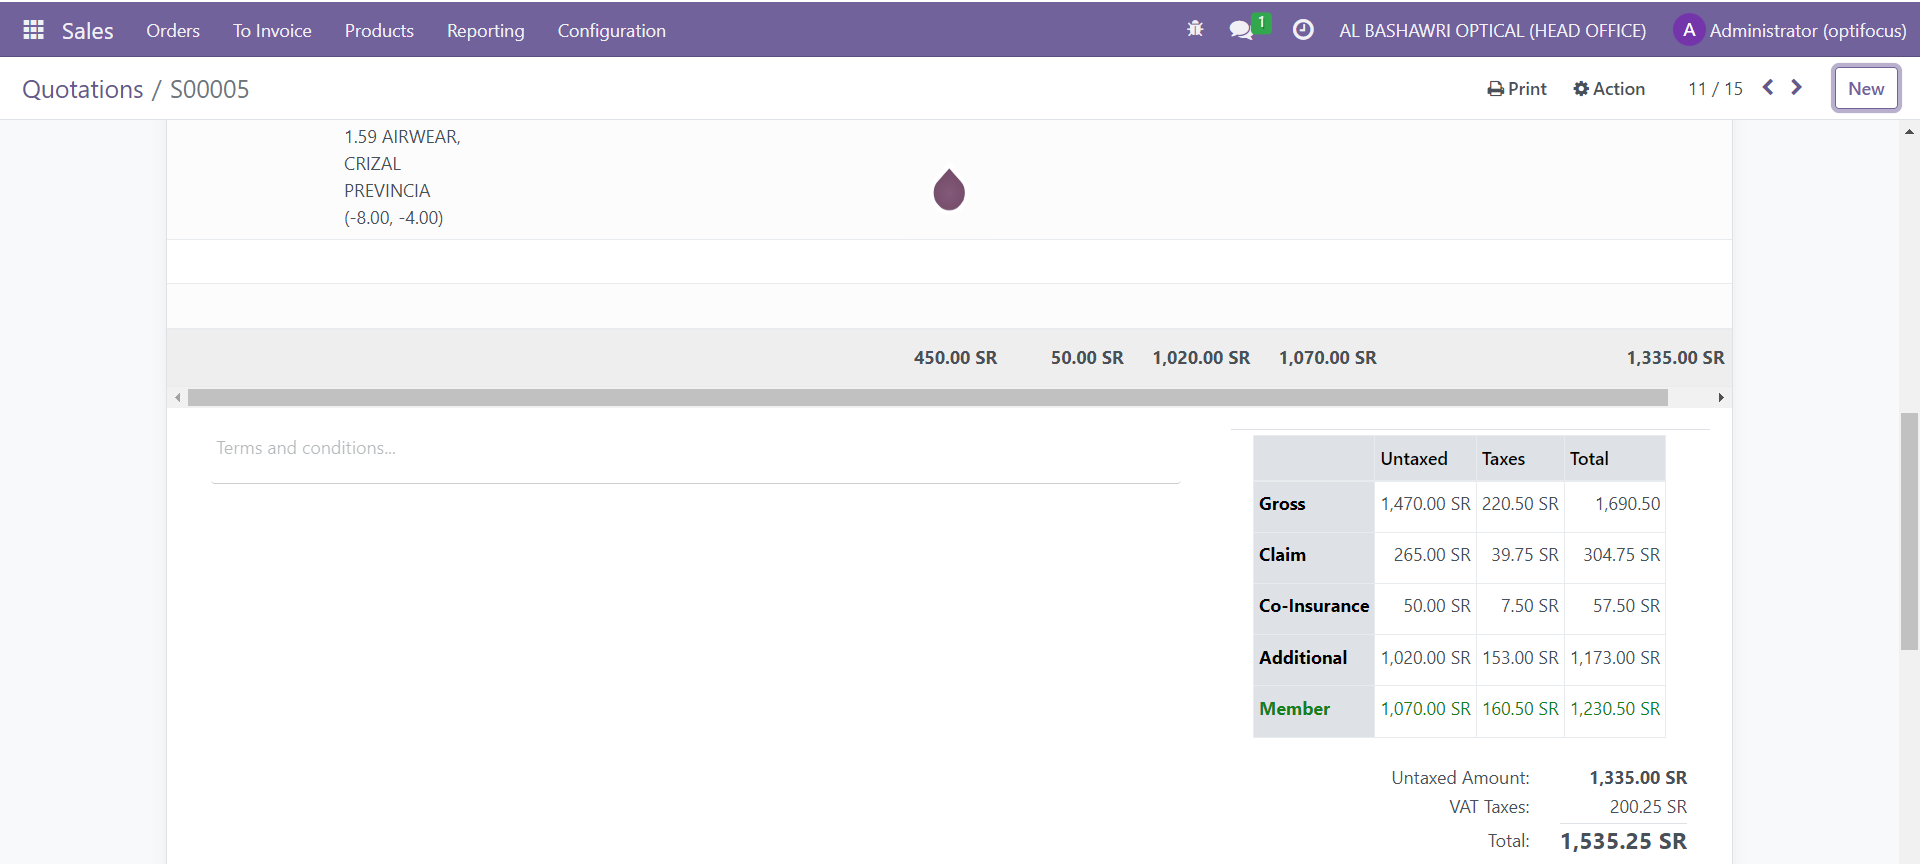 Sales Orders To Invoice Products Reporting Configuration 1 AL BASHAWRI OPTICAL (HEAD OFFICE) A Administrator (optifocus)
Quotations / S00005 Print Action 11 / 15 New
1.59 AIRWEAR,
CRIZAL
PREVINCIA
(-8.00, -4.00)
450.00 SR 50.00 SR 1,020.00 SR 1,070.00 SR 1,335.00 SR
Terms and conditions...
Untaxed Taxes Total
Gross 1,470.00 SR 220.50 SR 1,690.50
Claim 265.00 SR 39.75 SR 304.75 SR
Co-Insurance 50.00 SR 7.50 SR 57.50 SR
Additional 1,020.00 SR 153.00 SR 1,173.00 SR
Member 1,070.00 SR 160.50 SR 1,230.50 SR
Untaxed Amount: 1,335.00 SR
VAT Taxes: 200.25 SR
Total: 1,535.25 SR